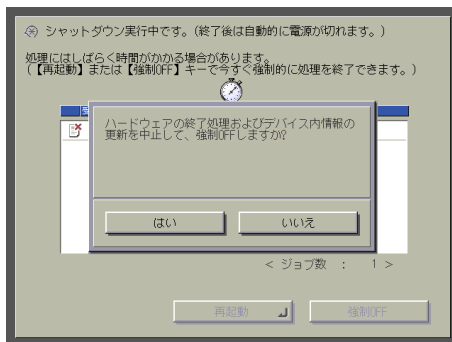 シャットダウン実行中です。(終了後は自動的に電源が切れます。)
処理にはしばらく時間がかかる場合があります。
(【再起動】または【強制OFF】キーで今すぐ強制的に処理を終了できます。)
ハードウェアの終了処理およびデバイス内情報の
更新を中止して、強制OFFしますか?
はい
いいえ
< ジョブ数 : 1 >
再起動
強制OFF